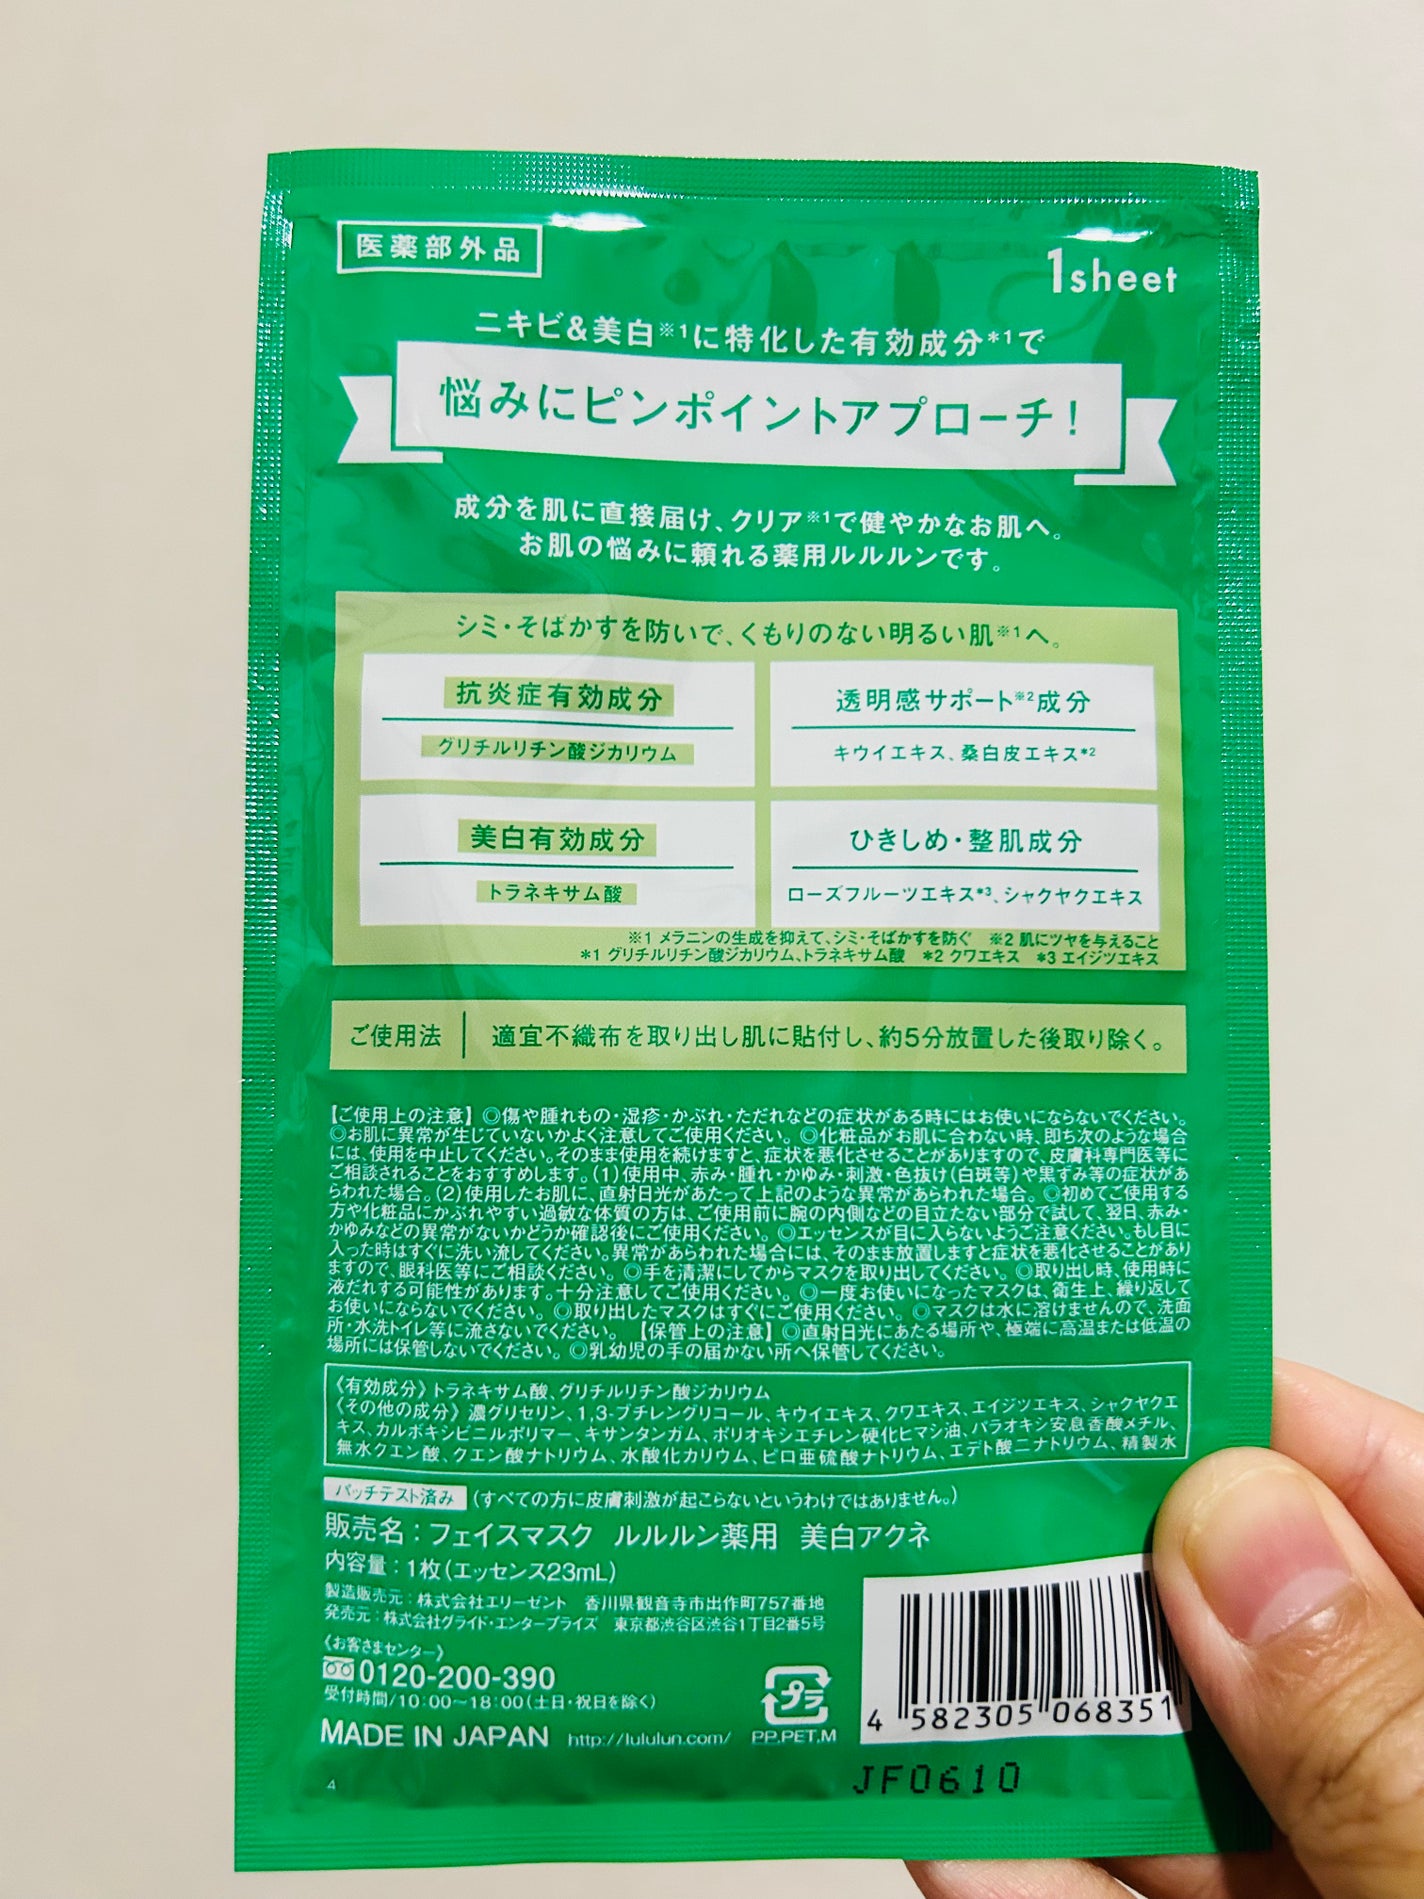 医薬部外品
1sheet
ニキビ&美白※1に特化した有効成分*1で
悩みにピンポイントアプローチ!
成分を肌に直接届け、クリア※1で健やかなお肌へ。
お肌の悩みに頼れる薬用ルルルンです。
シミ・そばかすを防いで、くもりのない明るい肌※1へ。
抗炎症有効成分
グリチルリチン酸ジカリウム
透明感サポート※2成分
キウイエキス、桑白皮エキス*2
美白有効成分
トラネキサム酸
ひきしめ・整肌成分
ローズフルーツエキス*3、シャクヤクエキス
※1 メラニンの生成を抑えて、シミ・そばかすを防ぐ ※2 肌にツヤを与えること
*1 グリチルリチン酸ジカリウム、トラネキサム酸 *2 クワエキス *3 エイジツエキス
ご使用法 適宜不織布を取り出し肌に貼付し、約5分放置した後取り除く。
【ご使用上の注意】◎傷や腫れもの・湿疹・かぶれ・ただれなどの症状がある時にはお使いにならないでください。
◎お肌に異常が生じていないかよく注意してご使用ください。◎化粧品がお肌に合わない時、即ち次のような場合
には、使用を中止してください。そのまま使用を続けますと、症状を悪化させることがありますので、皮膚科専門医等に
ご相談されることをおすすめします。(1)使用中、赤み・腫れ・かゆみ・刺激・色抜け(白斑等)や黒ずみ等の症状があ
らわれた場合。(2)使用したお肌に、直射日光があたって上記のような異常があらわれた場合。◎初めてご使用する
方や化粧品にかぶれやすい過敏な体質の方は、ご使用前に腕の内側などの目立たない部分で試して、翌日、赤み・
かゆみなどの異常がないかどうか確認後にご使用ください。◎エッセンスが目に入らないようご注意ください。もし目に
入った時はすぐに洗い流してください。異常があらわれた場合には、そのまま放置しますと症状を悪化させることがあり
ますので、眼科医等にご相談ください。◎手を清潔にしてからマスクを取り出してください。◎取り出し時、使用時に
液だれする可能性があります。十分注意してご使用ください。◎一度お使いになったマスクは、衛生上、繰り返して
お使いにならないでください。◎取り出したマスクはすぐにご使用ください。◎マスクは水に溶けませんので、洗面
所・水洗トイレ等に流さないでください。【保管上の注意】◎直射日光にあたる場所や、極端に高温または低温の
場所には保管しないでください。◎乳幼児の手の届かない所へ保管してください。
《有効成分》トラネキサム酸、グリチルリチン酸ジカリウム
《その他の成分》濃グリセリン、1,3-ブチレングリコール、キウイエキス、クワエキス、エイジツエキス、シャクヤクエ
キス、カルボキシビニルポリマー、キサンタンガム、ポリオキシエチレン硬化ヒマシ油、パラオキシ安息香酸メチル、
無水クエン酸、クエン酸ナトリウム、水酸化カリウム、ピロ亜硫酸ナトリウム、エデト酸二ナトリウム、精製水
パッチテスト済み (すべての方に皮膚刺激が起こらないというわけではありません。)
販売名:フェイスマスク ルルルン薬用 美白アクネ
内容量:1枚(エッセンス23mL)
製造販売元:株式会社エリーゼント 香川県観音寺市出作町757番地
発売元:株式会社グライド・エンタープライズ 東京都渋谷区渋谷1丁目2番5号
《お客さまセンター》
0120-200-390
受付時間/10:00~18:00(土日・祝日を除く)
MADE IN JAPAN http://lululun.com/
プラ
PP,PET,M
4 582305 068351
JF0610
4